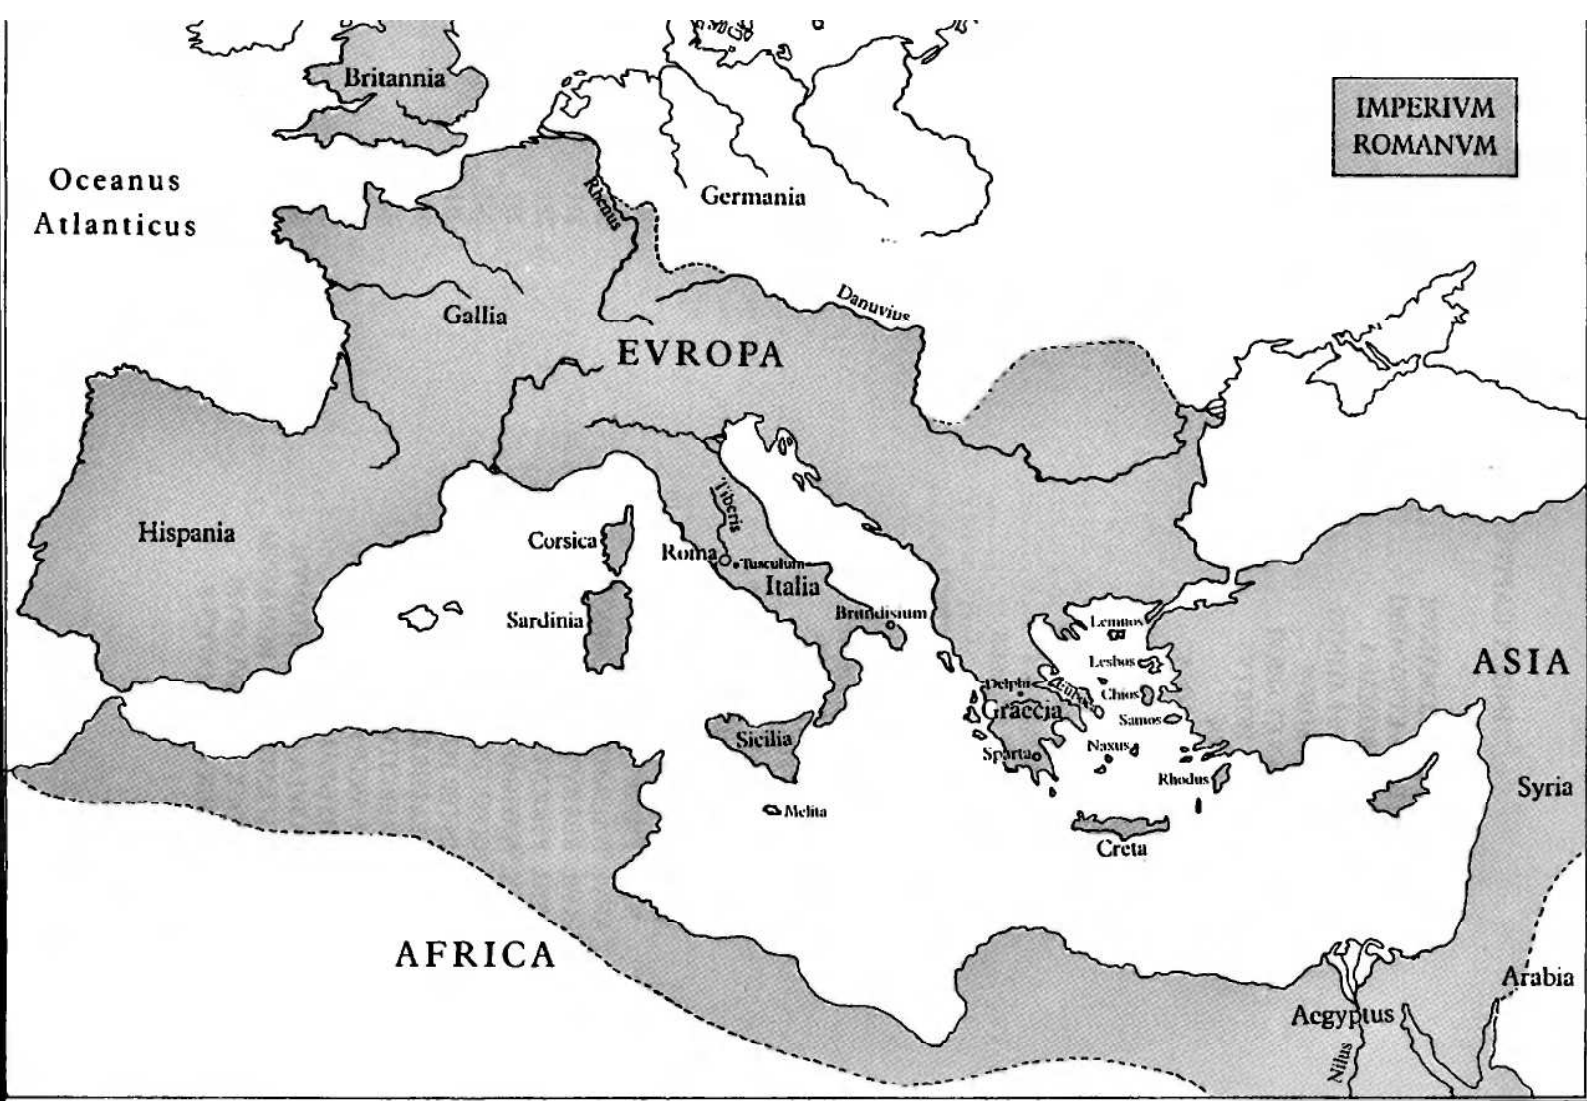 Britannia
IMPERIVM
ROMANVM
Oceanus
Atlanticus
Rhenus
Germania
Danuvius
Gallia
EVROPA
Hispania
Tiberis
Corsica
Roma
Tusculum
Italia
Sardinia
Brundisium
Lemnos
Lesbos
ASIA
Delphi
Euboea
Chios
Graecia
Samos
Sicilia
Sparta
Naxus
Rhodus
Syria
Melita
Creta
AFRICA
Arabia
Aegyptus
Nilus